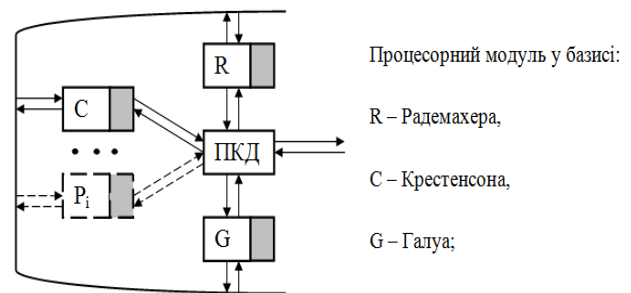 R
Процесорний модуль у базисі:
C
R – Радемахера,
• • •
ПКД
C – Крестенсона,
Pi
G
G – Галуа;